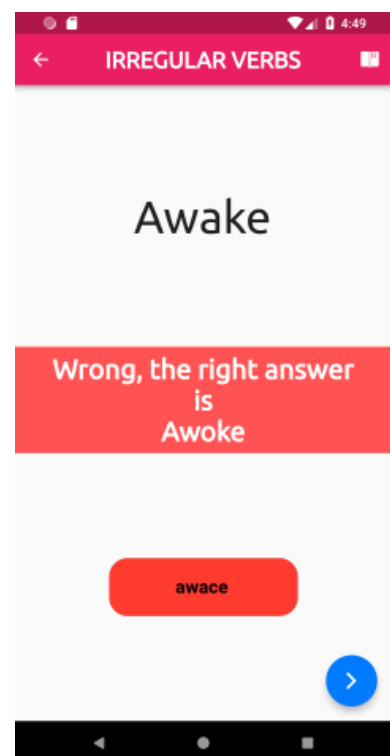 4:49
IRREGULAR VERBS
Awake
Wrong, the right answer
is
Awoke
awace